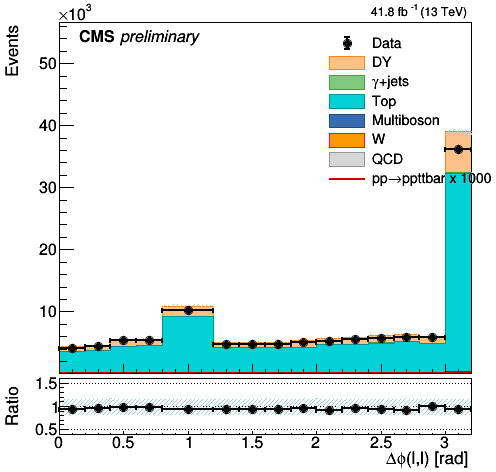 ×10³
41.8 fb⁻¹ (13 TeV)
CMS preliminary
Events
50
40
30
20
10
0
Data
DY
γ+jets
Top
Multiboson
W
QCD
pp→ppttbar x 1000
Ratio
1.5
1
0.5
0 0.5 1 1.5 2 2.5 3
Δϕ(l,l) [rad]